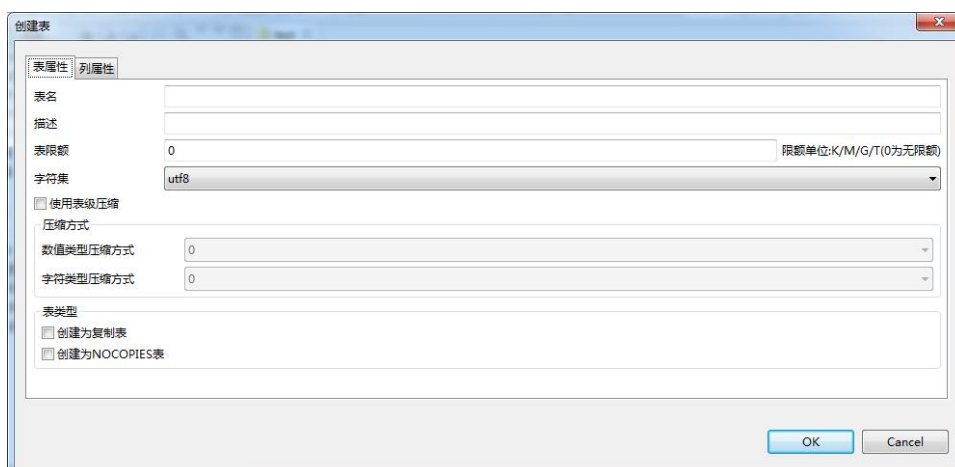 创建表
表属性 列属性
表名
描述
表限额 0 限额单位:K/M/G/T(0为无限额)
字符集 utf8
使用表级压缩
压缩方式
数值类型压缩方式 0
字符类型压缩方式 0
表类型
创建为复制表
创建为NOCOPIES表
OK Cancel